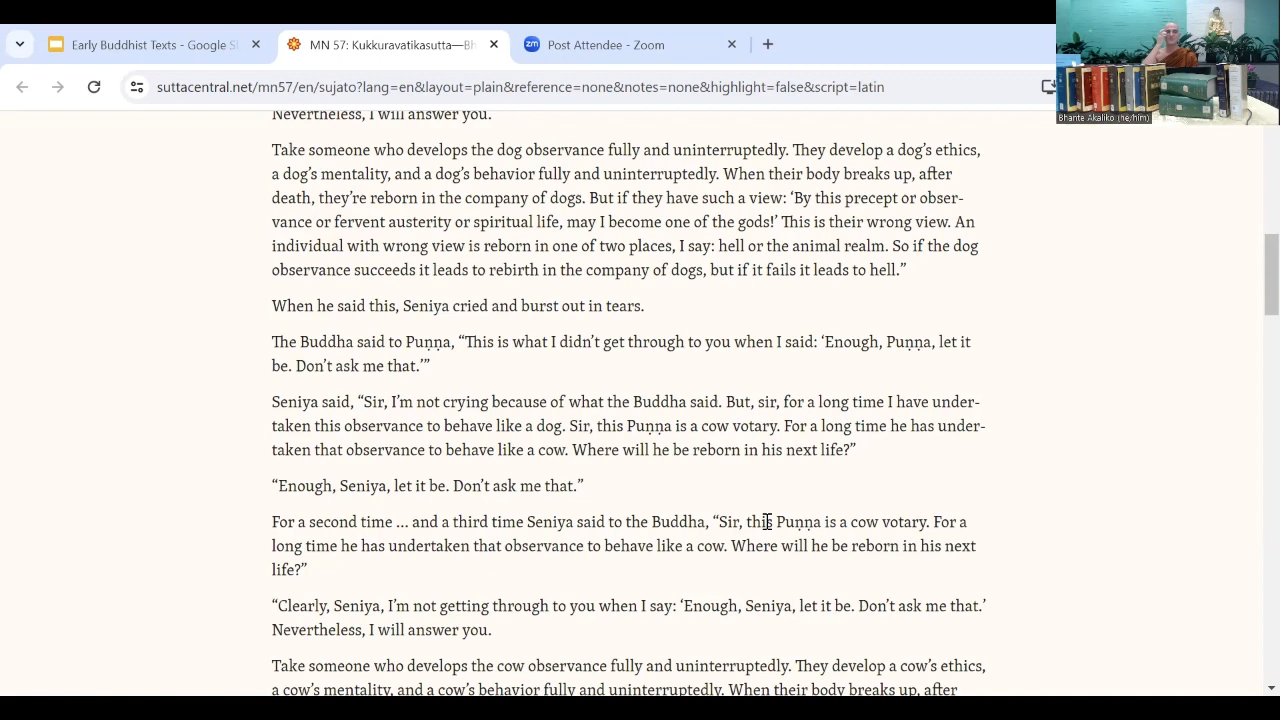 Early Buddhist Texts - Google Sl
MN 57: Kukkuravatikasutta—Bh
Post Attendee - Zoom
zm
suttacentral.net/mn57/en/sujato?lang=en&layout=plain&reference=none&notes=none&highlight=false&script=latin
Bhante Akaliko (he/him)
Nevertheless, I will answer you.
Take someone who develops the dog observance fully and uninterruptedly. They develop a dog’s ethics,
a dog’s mentality, and a dog’s behavior fully and uninterruptedly. When their body breaks up, after
death, they’re reborn in the company of dogs. But if they have such a view: ‘By this precept or obser-
vance or fervent austerity or spiritual life, may I become one of the gods!’ This is their wrong view. An
individual with wrong view is reborn in one of two places, I say: hell or the animal realm. So if the dog
observance succeeds it leads to rebirth in the company of dogs, but if it fails it leads to hell.”
When he said this, Seniya cried and burst out in tears.
The Buddha said to Puṇṇa, “This is what I didn’t get through to you when I said: ‘Enough, Puṇṇa, let it
be. Don’t ask me that.’”
Seniya said, “Sir, I’m not crying because of what the Buddha said. But, sir, for a long time I have under-
taken this observance to behave like a dog. Sir, this Puṇṇa is a cow votary. For a long time he has under-
taken that observance to behave like a cow. Where will he be reborn in his next life?”
“Enough, Seniya, let it be. Don’t ask me that.”
For a second time … and a third time Seniya said to the Buddha, “Sir, this Puṇṇa is a cow votary. For a
long time he has undertaken that observance to behave like a cow. Where will he be reborn in his next
life?”
“Clearly, Seniya, I’m not getting through to you when I say: ‘Enough, Seniya, let it be. Don’t ask me that.’
Nevertheless, I will answer you.
Take someone who develops the cow observance fully and uninterruptedly. They develop a cow’s ethics,
a cow’s mentality, and a cow’s behavior fully and uninterruptedly. When their body breaks up, after